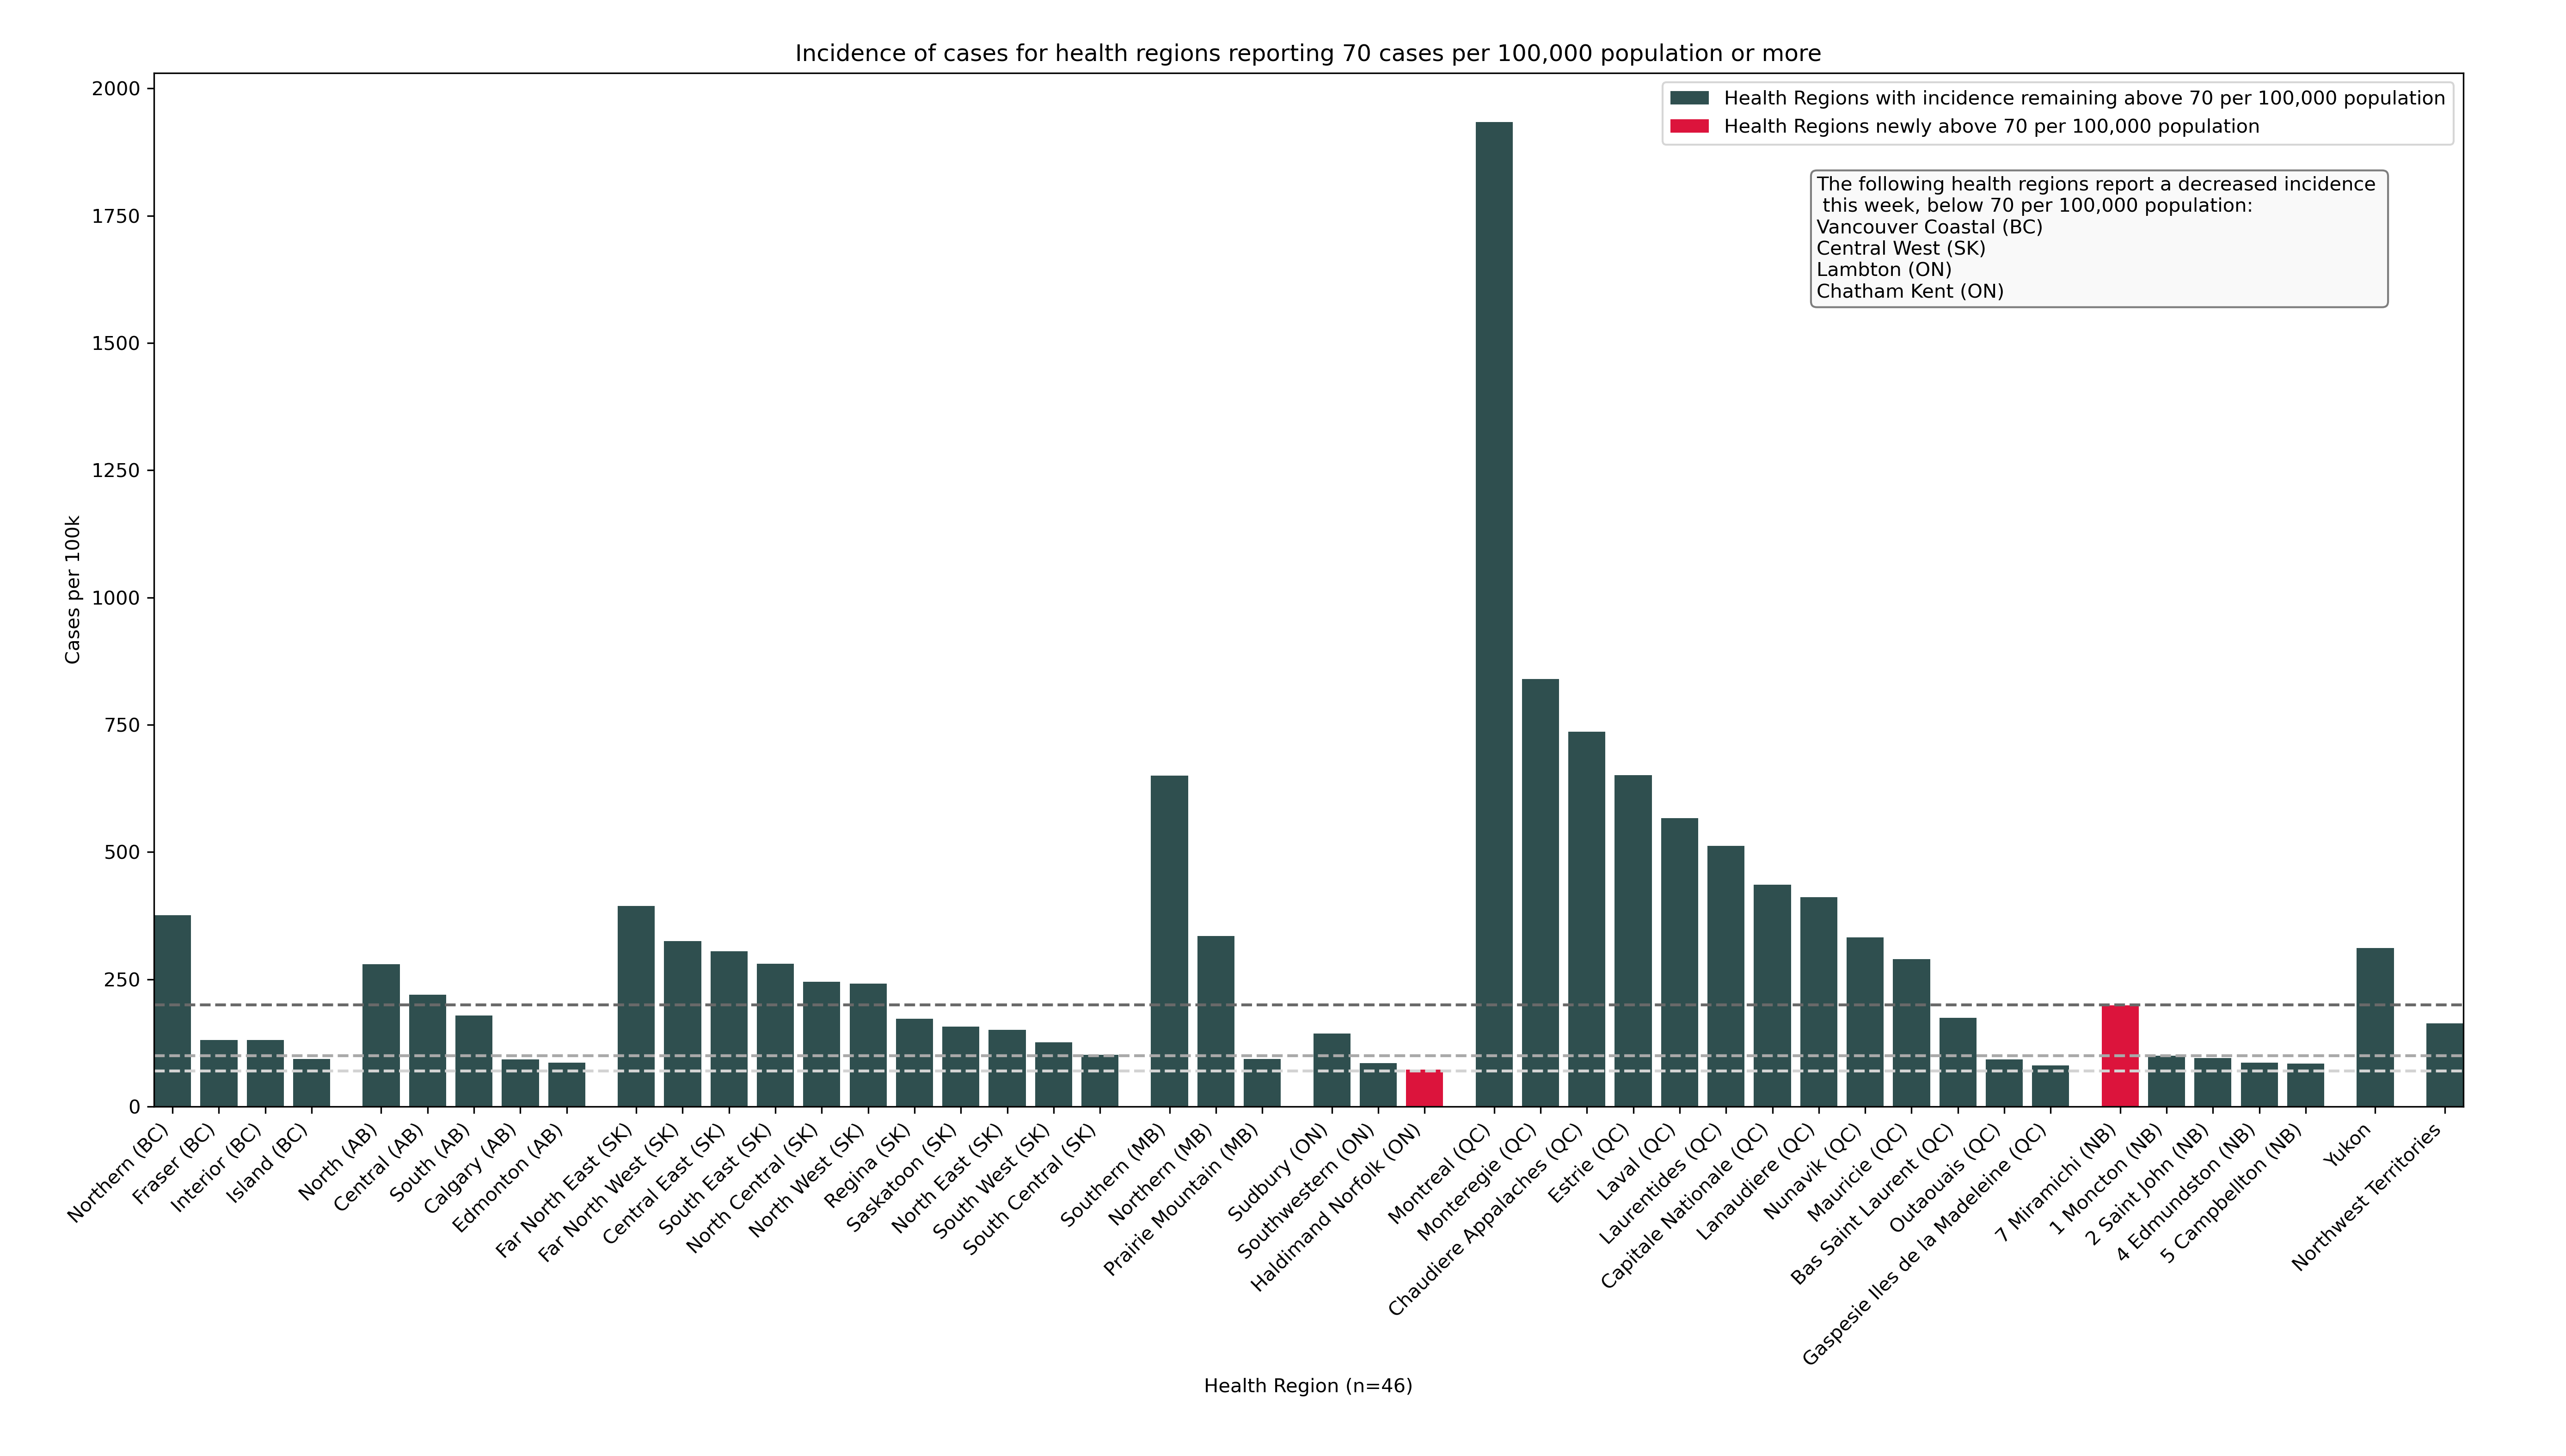 Incidence of cases for health regions reporting 70 cases per 100,000 population or more
Health Regions with incidence remaining above 70 per 100,000 population
Health Regions newly above 70 per 100,000 population
The following health regions report a decreased incidence
this week, below 70 per 100,000 population:
Vancouver Coastal (BC)
Central West (SK)
Lambton (ON)
Chatham Kent (ON)
Cases per 100k
2000
1750
1500
1250
1000
750
500
250
0
Northern (BC)
Fraser (BC)
Interior (BC)
Island (BC)
North (AB)
Central (AB)
South (AB)
Calgary (AB)
Edmonton (AB)
Far North East (SK)
Far North West (SK)
Central East (SK)
South East (SK)
North Central (SK)
North West (SK)
Regina (SK)
Saskatoon (SK)
North East (SK)
South West (SK)
South Central (SK)
Southern (MB)
Northern (MB)
Prairie Mountain (MB)
Sudbury (ON)
Southwestern (ON)
Haldimand Norfolk (ON)
Montreal (QC)
Monteregie (QC)
Chaudiere Appalaches (QC)
Estrie (QC)
Laval (QC)
Laurentides (QC)
Capitale Nationale (QC)
Lanaudiere (QC)
Nunavik (QC)
Mauricie (QC)
Bas Saint Laurent (QC)
Outaouais (QC)
Gaspesie Iles de la Madeleine (QC)
7 Miramichi (NB)
1 Moncton (NB)
2 Saint John (NB)
4 Edmundston (NB)
5 Campbellton (NB)
Yukon
Northwest Territories
Health Region (n=46)